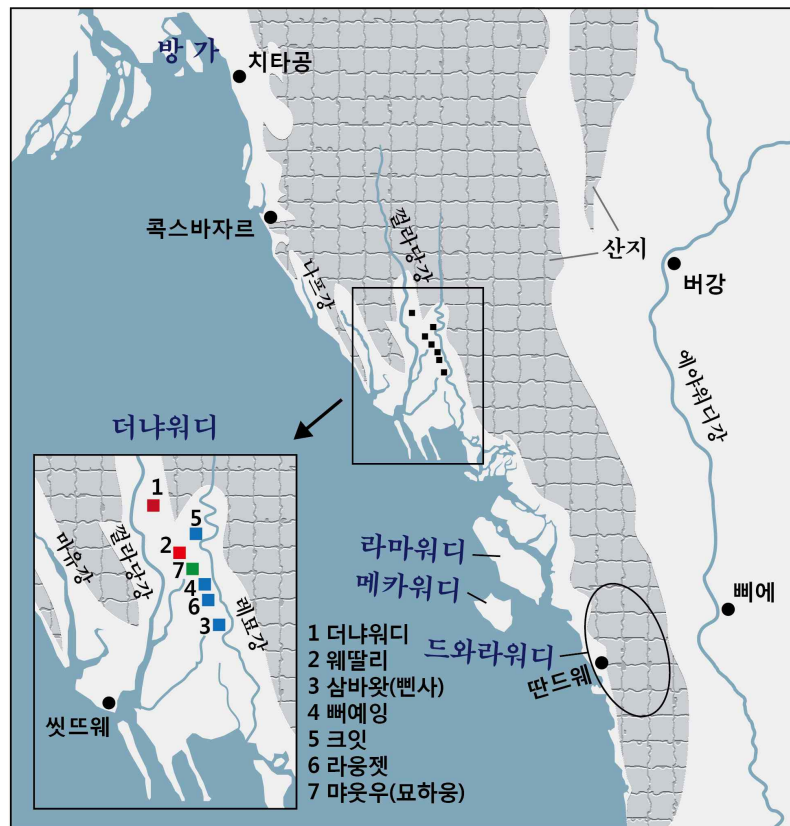 방가
치타공
콕스바자르
껄라당강
나프강
산지
버강
에야워디강
더냐워디
라마워디
메카워디
드와라워디
딴드웨
삐에
1
5
2
7
4
6
3
마유강
껄라당강
레묘강
씻뜨웨
1 더냐워디
2 웨딸리
3 삼바왓(삔사)
4 뻐예잉
5 크잇
6 라웅젯
7 먀웃우(묘하웅)